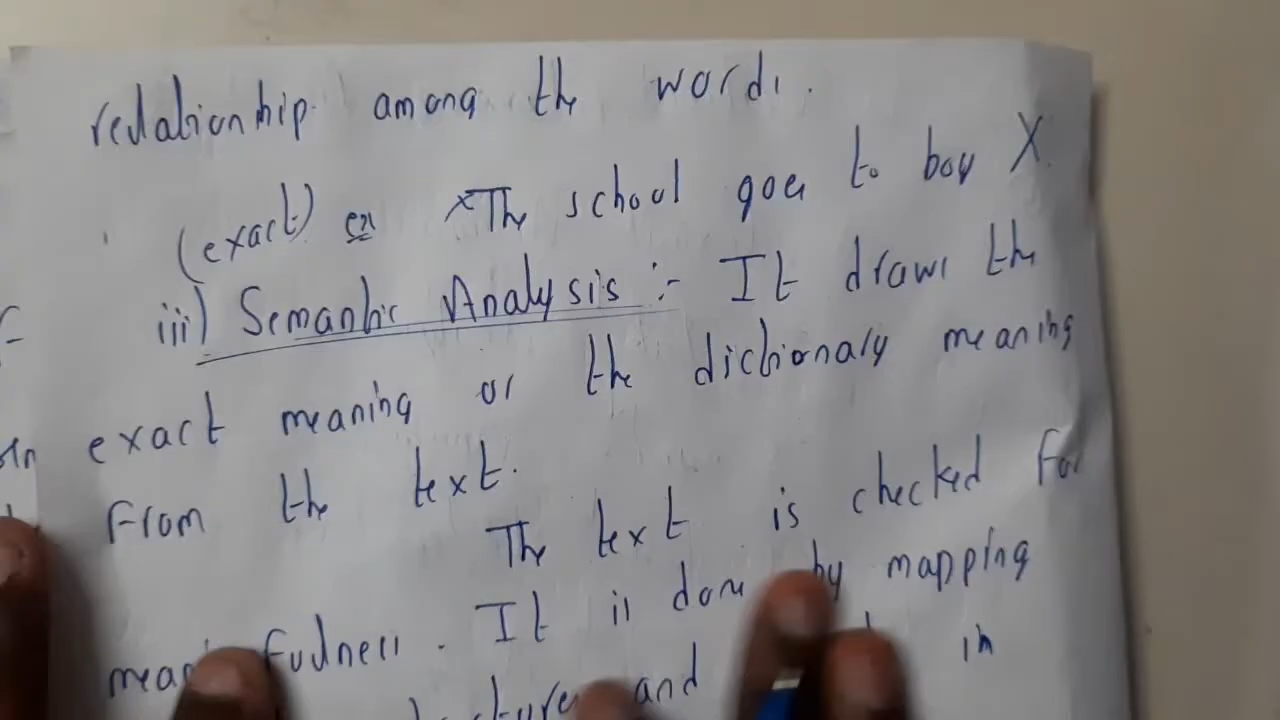 relationship among the words.
(exact) ex × The school goes to boy X
iii) Semantic Analysis :- It draws the
exact meaning or the dictionary meaning
From the text.
The text is checked for
meaningfulness. It is done by mapping
and in